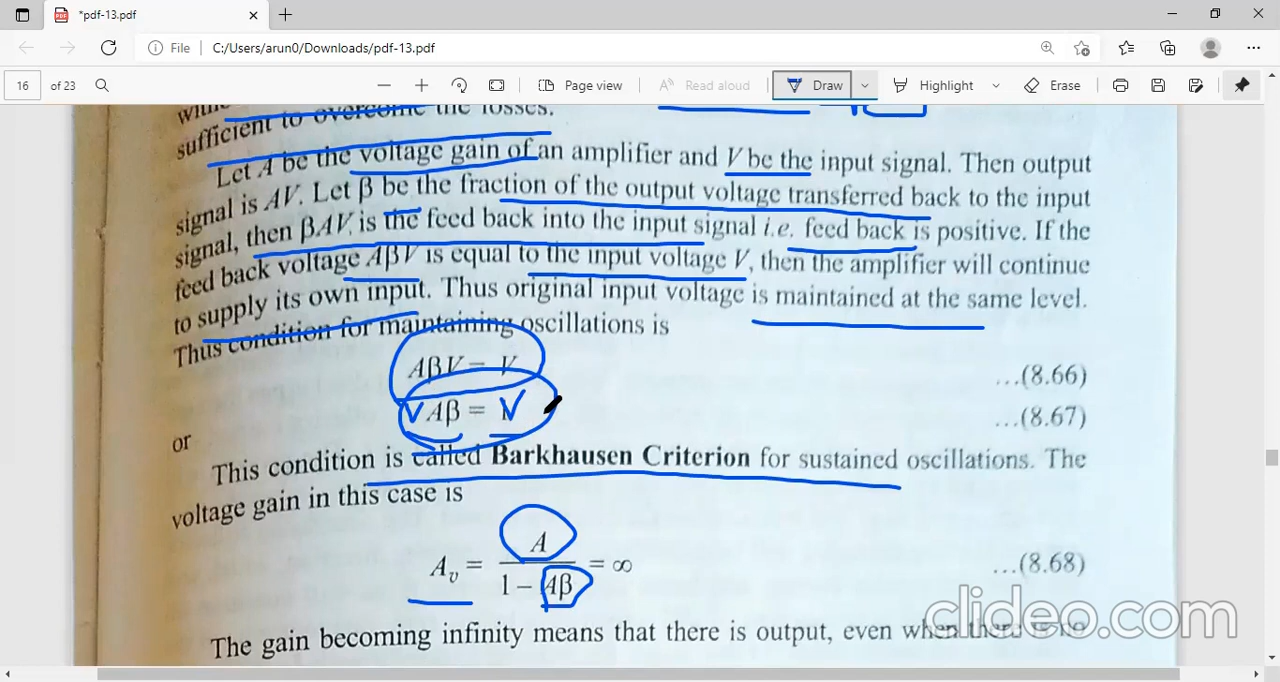 *pdf-13.pdf
File C:/Users/arun0/Downloads/pdf-13.pdf
16 of 23 Page view Read aloud Draw Highlight Erase
sufficient to overcome the losses.
Let A be the voltage gain of an amplifier and V be the input signal. Then output
signal is AV. Let β be the fraction of the output voltage transferred back to the input
signal, then βAV, is the feed back into the input signal i.e. feed back is positive. If the
feed back voltage AβV is equal to the input voltage V, then the amplifier will continue
to supply its own input. Thus original input voltage is maintained at the same level.
Thus condition for maintaining oscillations is
AβV = V ...(8.66)
or V Aβ = V ...(8.67)
This condition is called Barkhausen Criterion for sustained oscillations. The
voltage gain in this case is
A
Av = = ∞ ...(8.68)
1 − Aβ
clideo.com
The gain becoming infinity means that there is output, even when there is no